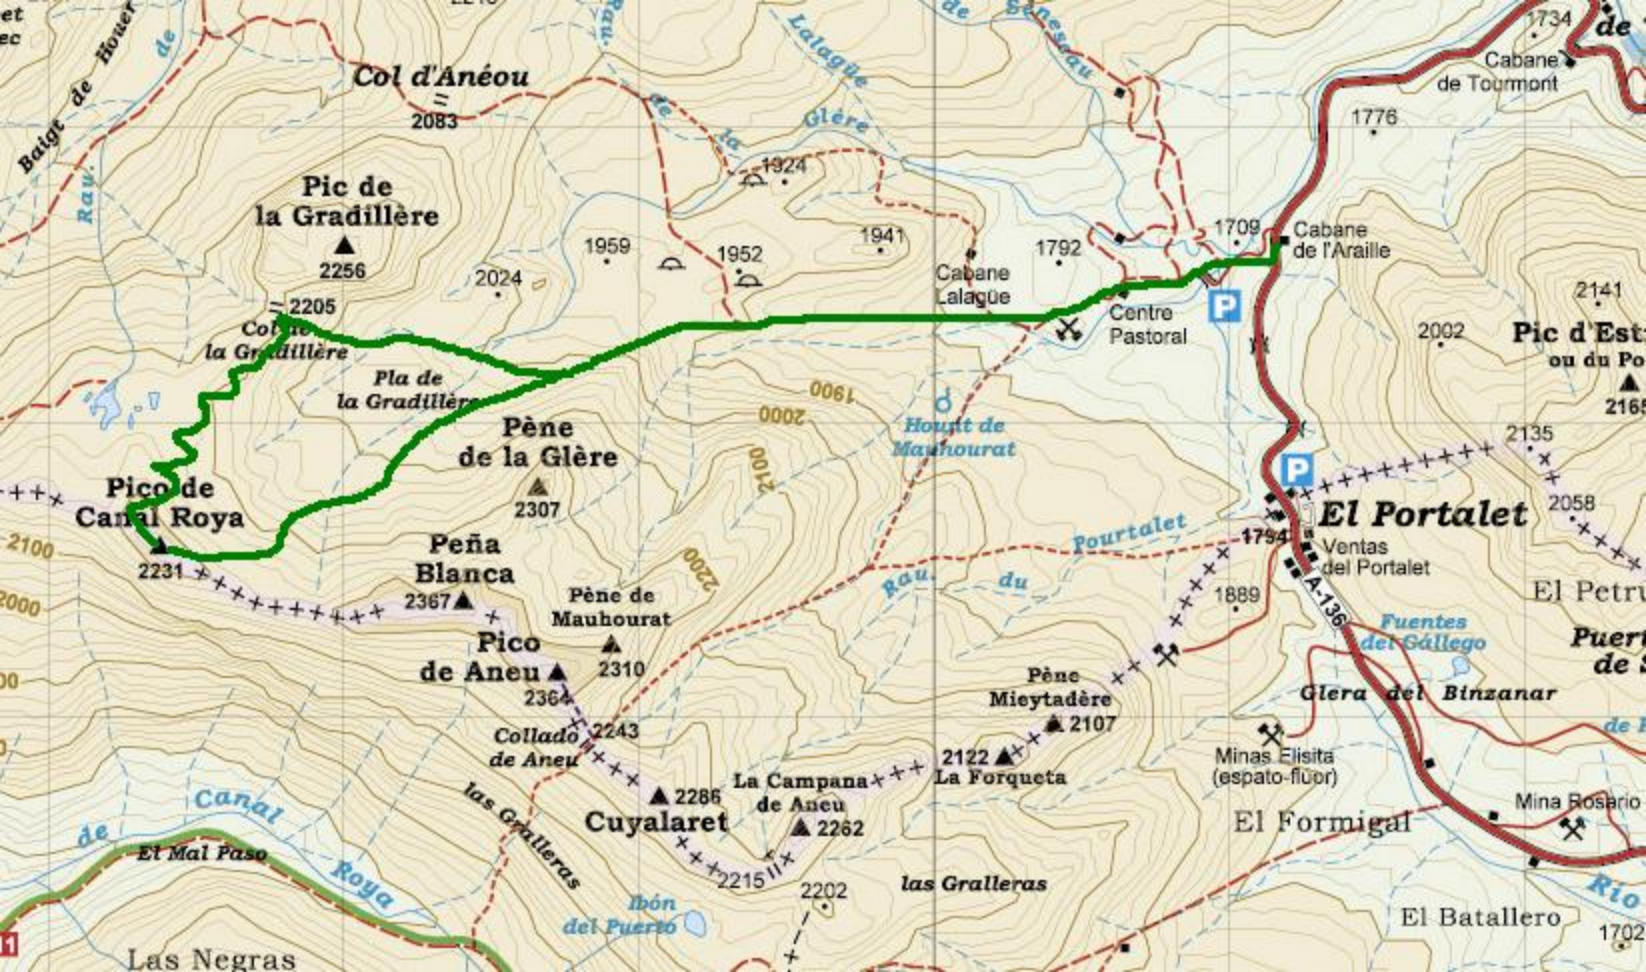 de
Baigt de Houer
Rau.
de
Col d'Anéou
2083
de
Séneseau
Lalagüe
de
la
Glère
1734
de
Cabane
de Tourmont
1776
Pic de
la Gradillère
2256
1924
1959
1952
1941
2024
1792
1709
Cabane
de l'Araille
Cabane
Lalagüe
Centre
Pastoral
P
2205
Col de
la Gradillère
2141
2002
Pic d'Est
ou du Po
2165
Pla de
la Gradillère
1900
2000
2100
2200
Hount de
Mauhourat
Pène
de la Glère
2307
2135
P
2058
El Portalet
1794
Ventas
del Portalet
A-136
Pico de
Canal Roya
2231
2100
2000
Peña
Blanca
2367
Pène de
Mauhourat
2310
Rau.
du
Pourtalet
1889
El Petru
Fuentes
del Gállego
Puert
de S
Pico
de Aneu
2364
2243
Collado
de Aneu
Pène
Mieytadère
2107
2122
La Forqueta
Glera del Binzanar
Minas Elisita
(espato-flúor)
La Campana
de Aneu
2262
2286
Cuyalaret
las Gralleras
2215
2202
las Gralleras
El Formigal
Mina Rosario
El Batallero
Río
1702
de
Canal
Roya
El Mal Paso
Ibón
del Puerto
Las Negras